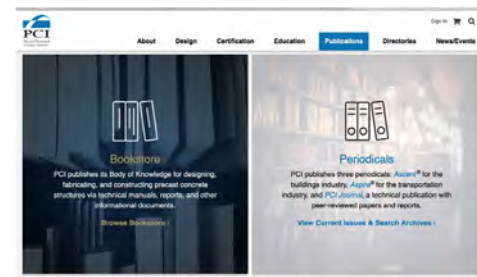 Sign In
PCI
About Design Certification Education Publications Directories News/Events
Bookstore
PCI publishes its Body of Knowledge for designing,
fabricating, and constructing precast concrete
structures via technical manuals, reports, and other
informational documents.
Browse Bookstore ›
Periodicals
PCI publishes three periodicals: Ascent® for the
buildings industry, Aspire® for the transportation
industry, and PCI Journal, a technical publication with
peer-reviewed papers and reports.
View Current Issues & Search Archives ›